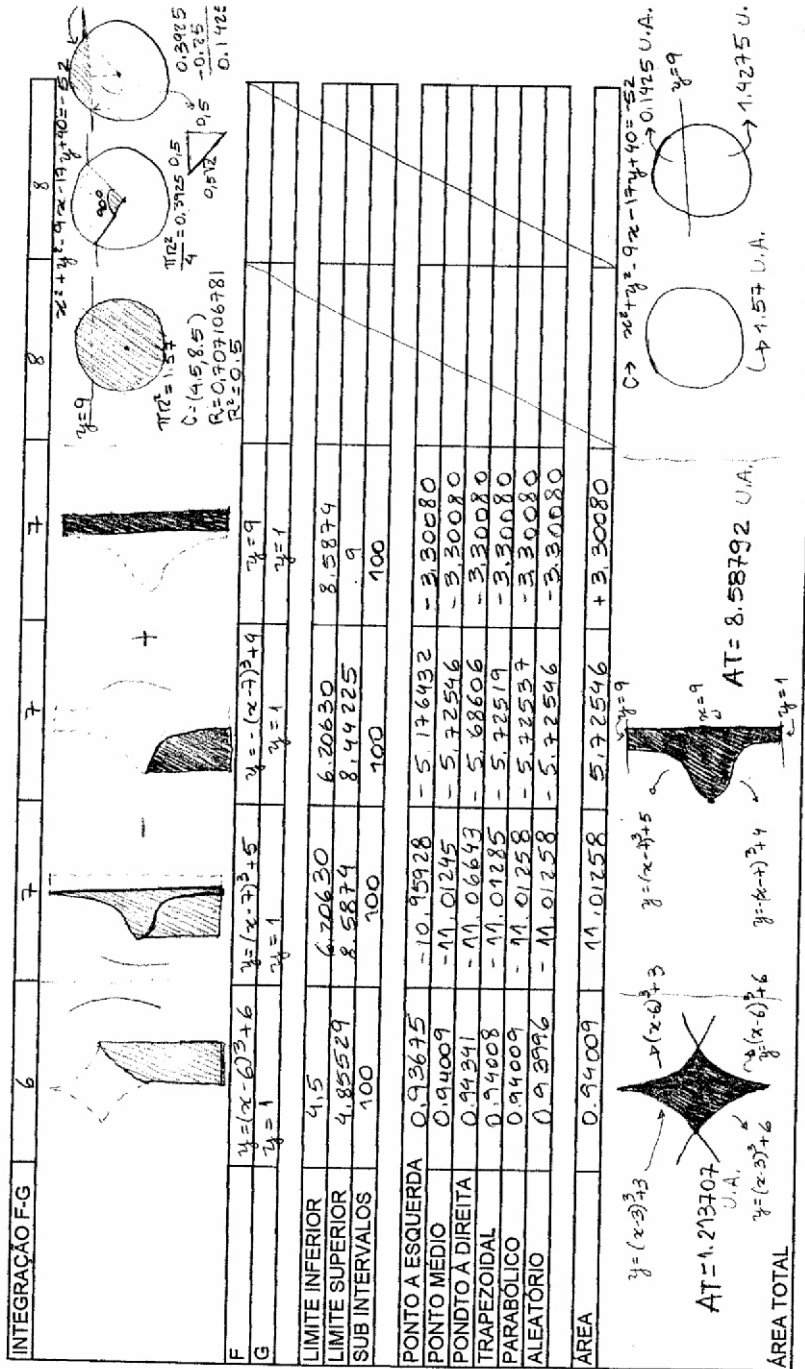 INTEGRAÇÃO F-G 6 7 7 7 8 8
- +
y=9
x²+y²-9x-17y+40=-52
90º
πR²=1.57
C:(4.5,8.5)
R=0,707106781
R²=0.5
πR²/4=0.3925
0,5
0,5
0,5√2
0.3925
-0.25
0.1425
F y=(x-6)³+6 y=(x-7)³+5 y=-(x-7)³+4 y=9
G y=1 y=1 y=1 y=1
LIMITE INFERIOR 4,5 6.20630 6.20630 8.5874
LIMITE SUPERIOR 4.85529 8.5874 8.44225 9
SUB INTERVALOS 100 100 100 100
PONTO A ESQUERDA 0.93675 -10.95928 -5.176432 -3.30080
PONTO MÉDIO 0.94009 -11.01245 -5.72546 -3.30080
PONDTO À DIREITA 0.94341 -11.06643 -5.68606 -3.30080
TRAPEZOIDAL 0.94008 -11.01285 -5.72519 -3.30080
PARABÓLICO 0.94009 -11.01258 -5.72537 -3.30080
ALEATÓRIO 0.93996 -11.01258 -5.72546 -3.30080
ÁREA 0.94009 11.01258 5.72546 +3.30080
y=(x-3)³+3
(x-6)³+3
AT=1.213707
U.A.
y=(x-3)³+6
y=(x-6)³+6
y=(x-7)³+5
y=9
x=9
y=-(x-7)³+4
y=1
AT= 8.58792 U.A.
C→ x²+y²-9x-17y+40=-52
1.57 U.A.
0.1425 U.A.
y=9
1.4275 U.
ÁREA TOTAL